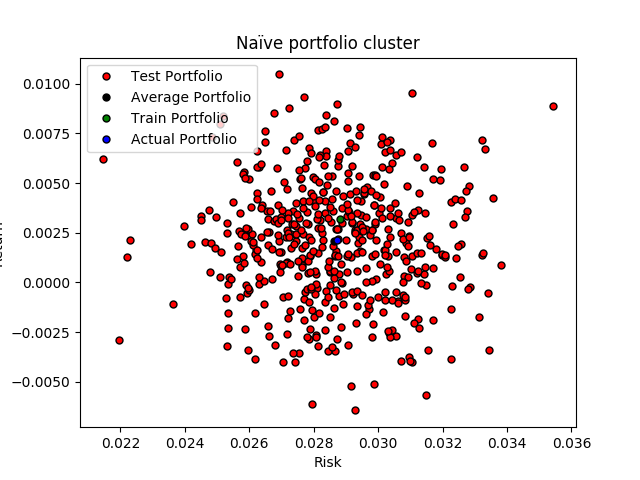 Naïve portfolio cluster
Test Portfolio
Average Portfolio
Train Portfolio
Actual Portfolio
0.0100
0.0075
0.0050
0.0025
0.0000
−0.0025
−0.0050
0.022 0.024 0.026 0.028 0.030 0.032 0.034 0.036
Risk